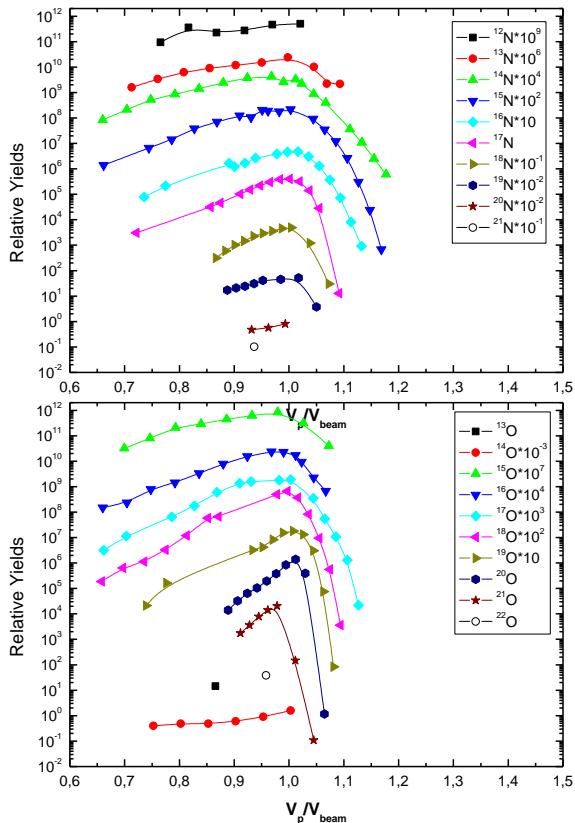 10^12
10^11
10^10
10^9
10^8
10^7
10^6
10^5
10^4
10^3
10^2
10^1
10^0
10^-1
10^-2
Relative Yields
^12N*10^9
^13N*10^6
^14N*10^4
^15N*10^2
^16N*10
^17N
^18N*10^-1
^19N*10^-2
^20N*10^-2
^21N*10^-1
0,6 0,7 0,8 0,9 1,0 1,1 1,2 1,3 1,4 1,5
V_p/V_beam
10^12
10^11
10^10
10^9
10^8
10^7
10^6
10^5
10^4
10^3
10^2
10^1
10^0
10^-1
10^-2
Relative Yields
^13O
^14O*10^-3
^15O*10^7
^16O*10^4
^17O*10^3
^18O*10^2
^19O*10
^20O
^21O
^22O
0,6 0,7 0,8 0,9 1,0 1,1 1,2 1,3 1,4 1,5
V_p/V_beam